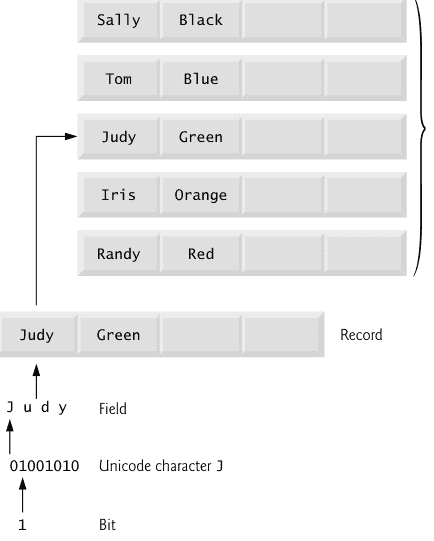 Sally Black
Tom Blue
Judy Green
Iris Orange
Randy Red
Judy Green Record
J u d y Field
01001010 Unicode character J
1 Bit